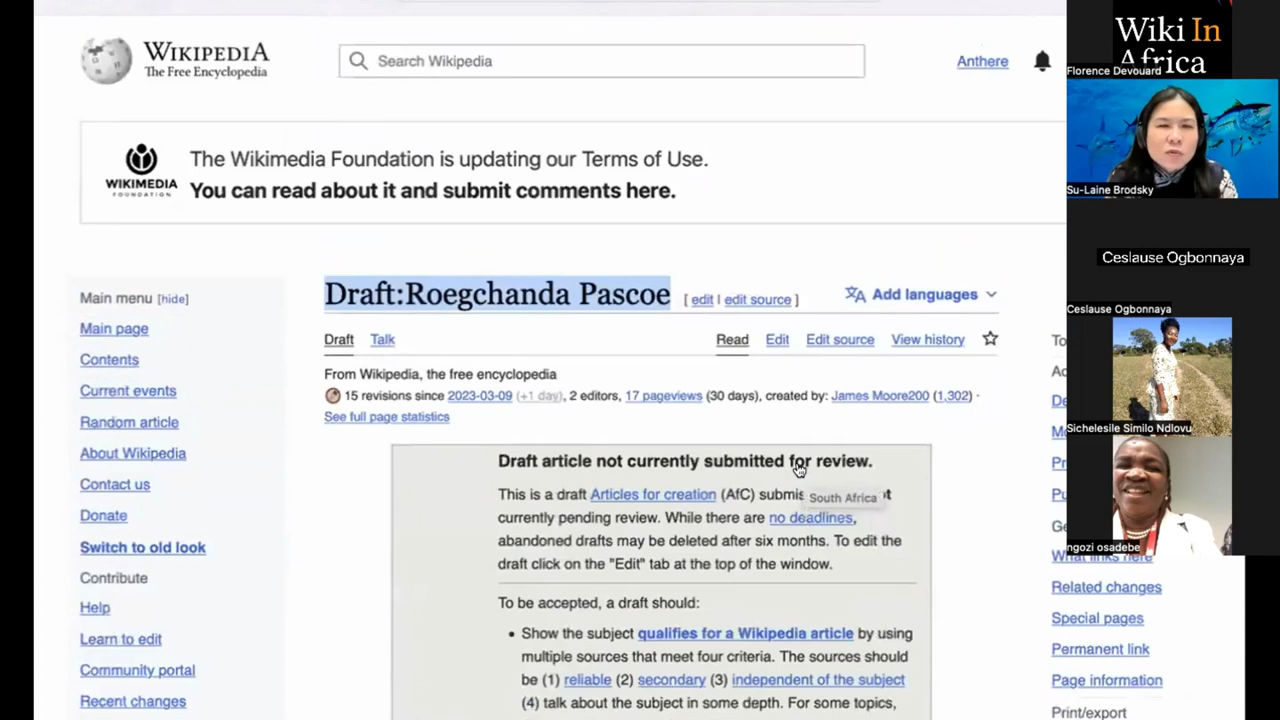 WIKIPEDIA
The Free Encyclopedia
Search Wikipedia
Anthere
WIKIMEDIA
FOUNDATION
The Wikimedia Foundation is updating our Terms of Use.
You can read about it and submit comments here.
Main menu [hide]
Main page
Contents
Current events
Random article
About Wikipedia
Contact us
Donate
Switch to old look
Contribute
Help
Learn to edit
Community portal
Recent changes
Draft:Roegchanda Pascoe [ edit | edit source ]
Add languages
Draft Talk Read Edit Edit source View history
From Wikipedia, the free encyclopedia
15 revisions since 2023-03-09 (+1 day), 2 editors, 17 pageviews (30 days), created by: James Moore200 (1,302) ·
See full page statistics
Draft article not currently submitted for review.
This is a draft Articles for creation (AfC)
South Africa
currently pending review. While there are no deadlines,
abandoned drafts may be deleted after six months. To edit the
draft click on the "Edit" tab at the top of the window.
To be accepted, a draft should:
• Show the subject qualifies for a Wikipedia article by using
multiple sources that meet four criteria. The sources should
be (1) reliable (2) secondary (3) independent of the subject
(4) talk about the subject in some depth. For some topics,
What links here
Related changes
Special pages
Permanent link
Page information
Print/export
Wiki In
Africa
Florence Devouard
Su-Laine Brodsky
Ceslause Ogbonnaya
Ceslause Ogbonnaya
Sichelesile Similo Ndlovu
ngozi osadebe